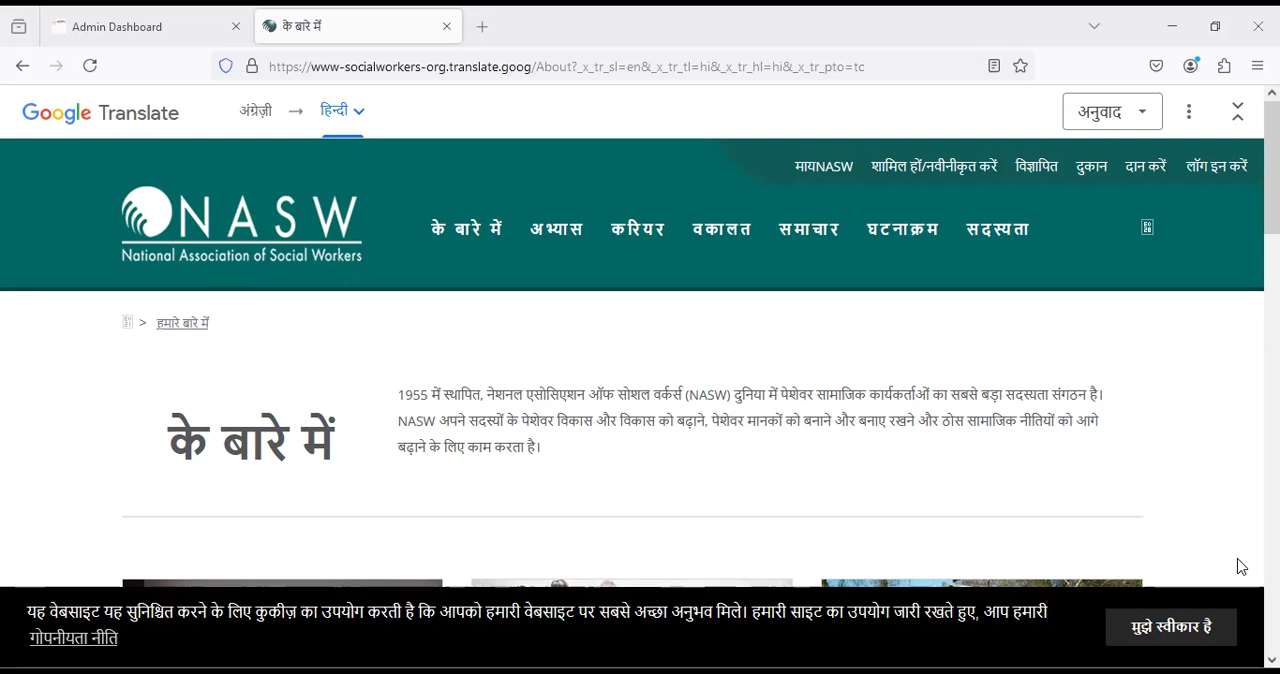 Admin Dashboard
के बारे में
https://www-socialworkers-org.translate.goog/About?_x_tr_sl=en&_x_tr_tl=hi&_x_tr_hl=hi&_x_tr_pto=tc
Google Translate
अंग्रेज़ी → हिन्दी
अनुवाद
मायNASW शामिल हों/नवीनीकृत करें विज्ञापित दुकान दान करें लॉग इन करें
NASW
National Association of Social Workers
के बारे में अभ्यास करियर वकालत समाचार घटनाक्रम सदस्यता
> हमारे बारे में
के बारे में
1955 में स्थापित, नेशनल एसोसिएशन ऑफ सोशल वर्कर्स (NASW) दुनिया में पेशेवर सामाजिक कार्यकर्ताओं का सबसे बड़ा सदस्यता संगठन है।
NASW अपने सदस्यों के पेशेवर विकास और विकास को बढ़ाने, पेशेवर मानकों को बनाने और बनाए रखने और ठोस सामाजिक नीतियों को आगे
बढ़ाने के लिए काम करता है।
यह वेबसाइट यह सुनिश्चित करने के लिए कुकीज़ का उपयोग करती है कि आपको हमारी वेबसाइट पर सबसे अच्छा अनुभव मिले। हमारी साइट का उपयोग जारी रखते हुए, आप हमारी
गोपनीयता नीति
मुझे स्वीकार है